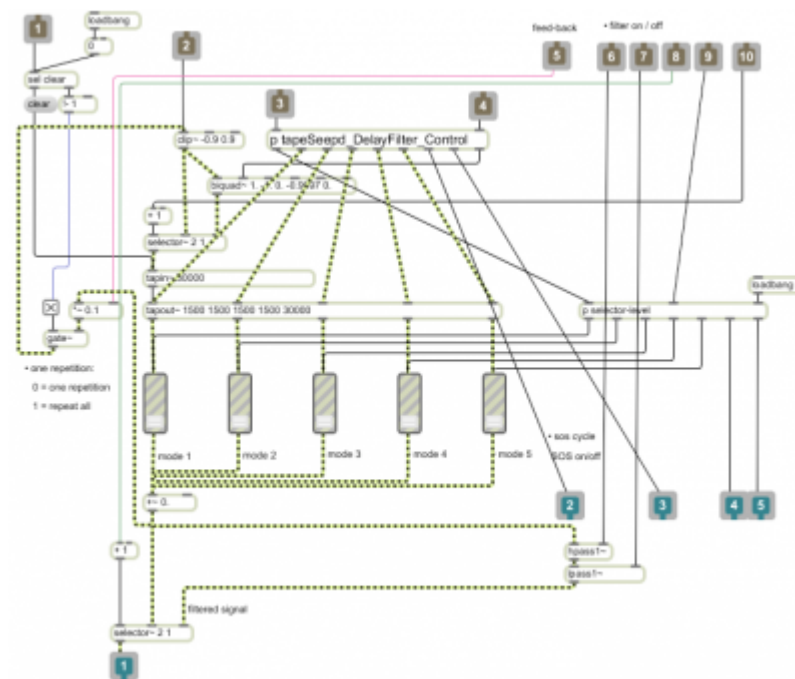 loadbang
1
feed-back
• filter on / off
0
2
5
6
7
8
9
10
sel clear
clear
> 1
3
4
clip~ -0.9 0.9
p tapeSeepd_DelayFilter_Control
+ 1
selector~ 2 1
loadbang
*~ 0.1
tapout~ 1500 1500 1500 1500 30000
p selector-level
gate~
• one repetition:
0 = one repetition
1 = repeat all
mode 1
mode 2
mode 3
mode 4
mode 5
• sos cycle
SOS on/off
2
3
4
5
+~ 0.
+ 1
hpass1~
lpass1~
filtered signal
selector~ 2 1
1